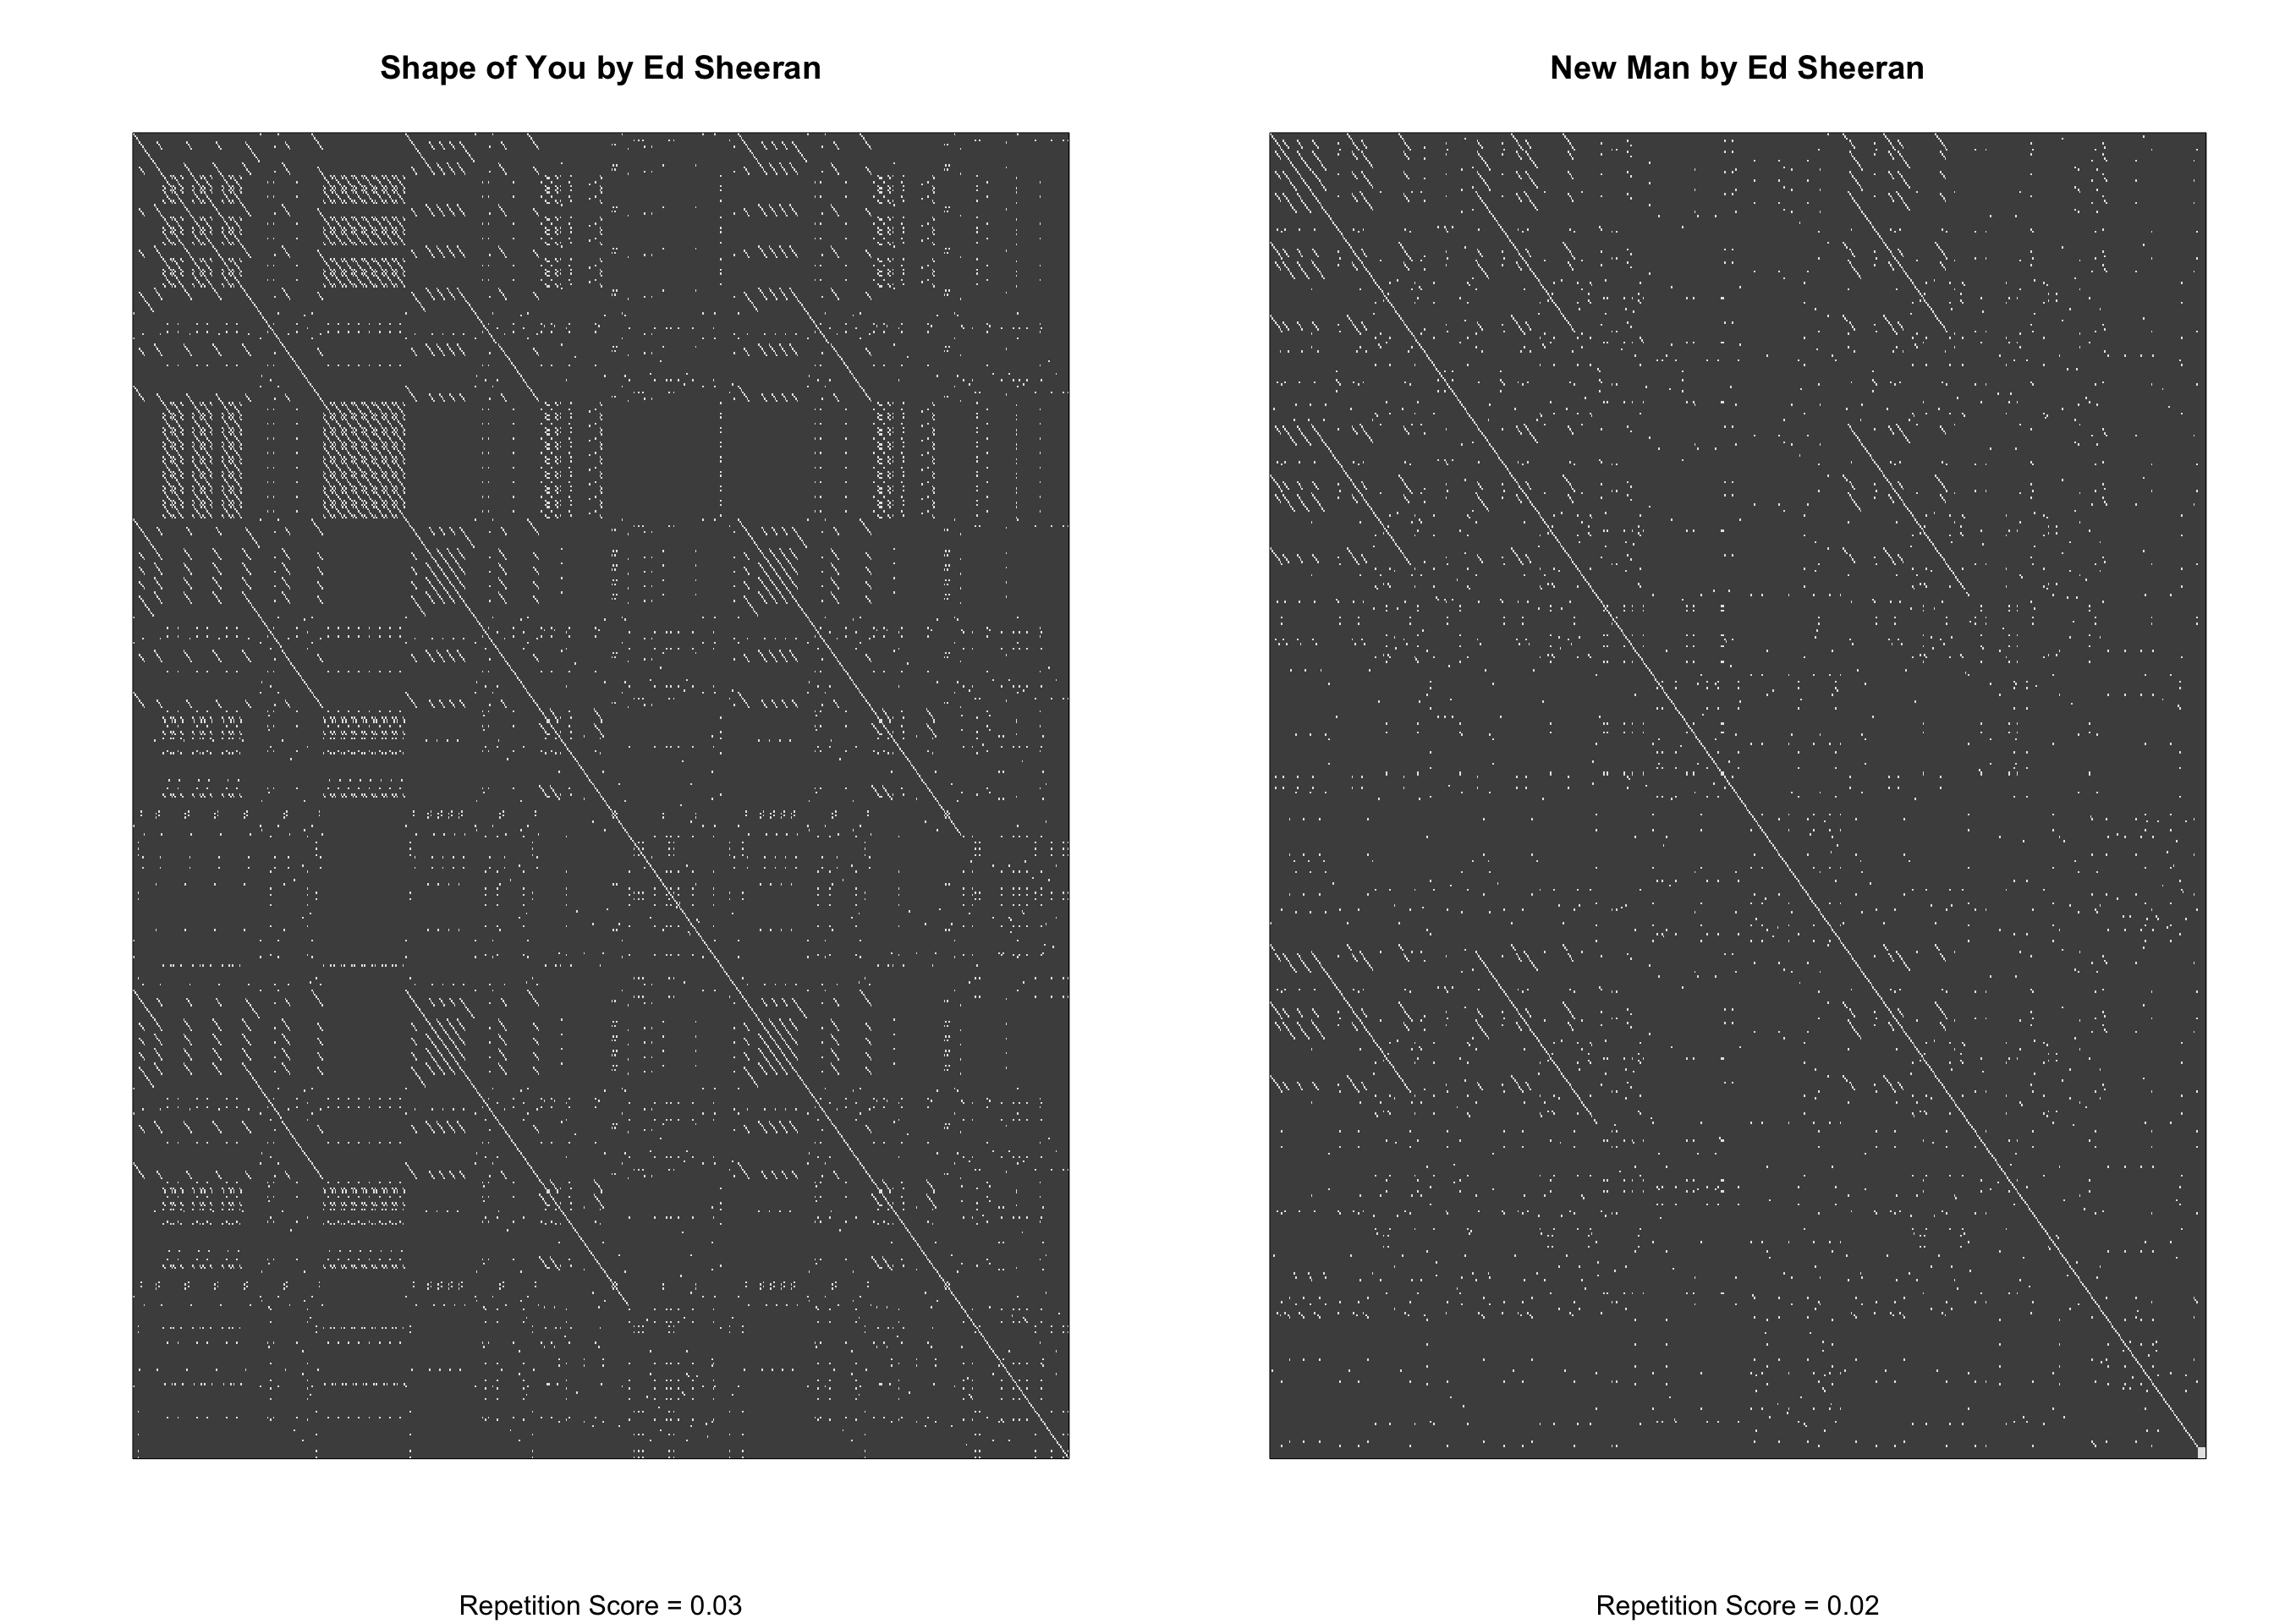 Shape of You by Ed Sheeran
New Man by Ed Sheeran
Repetition Score = 0.03
Repetition Score = 0.02